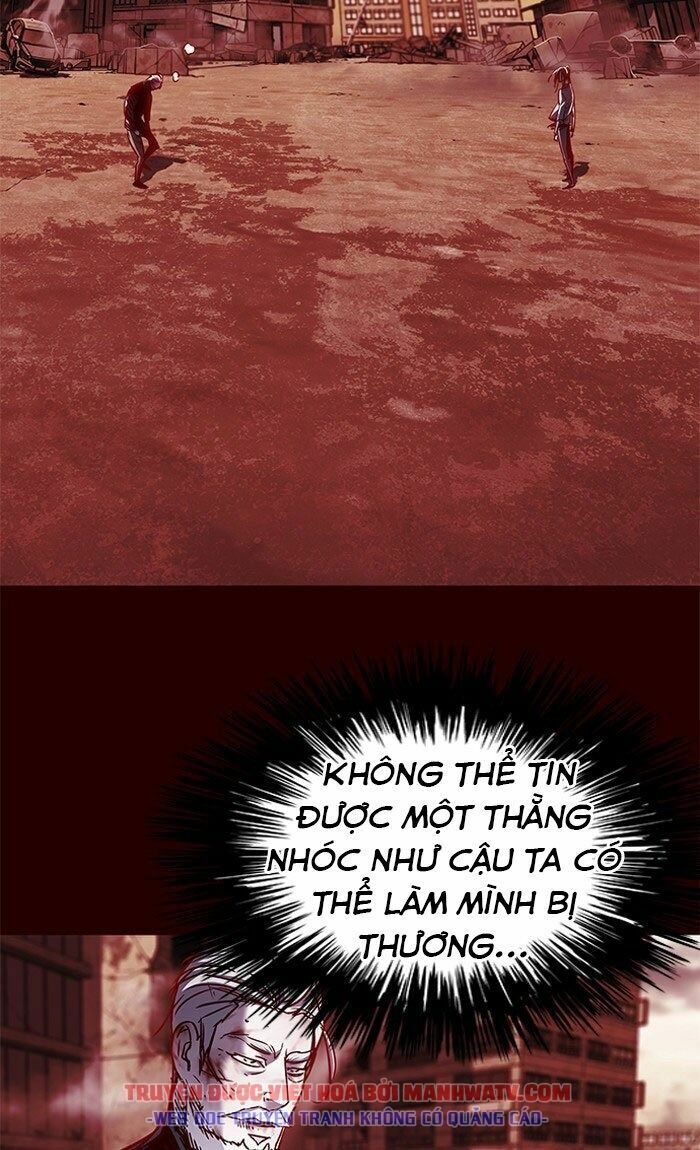 KHÔNG THỂ TIN
ĐƯỢC MỘT THẰNG
NHÓC NHƯ CẬU TA CÓ
THỂ LÀM MÌNH BỊ
THƯƠNG...
TRUYỆN ĐƯỢC VIỆT HOÁ BỞI MANHWATV.COM
-WEB ĐỌC TRUYỆN TRANH KHÔNG CÓ QUẢNG CÁO-